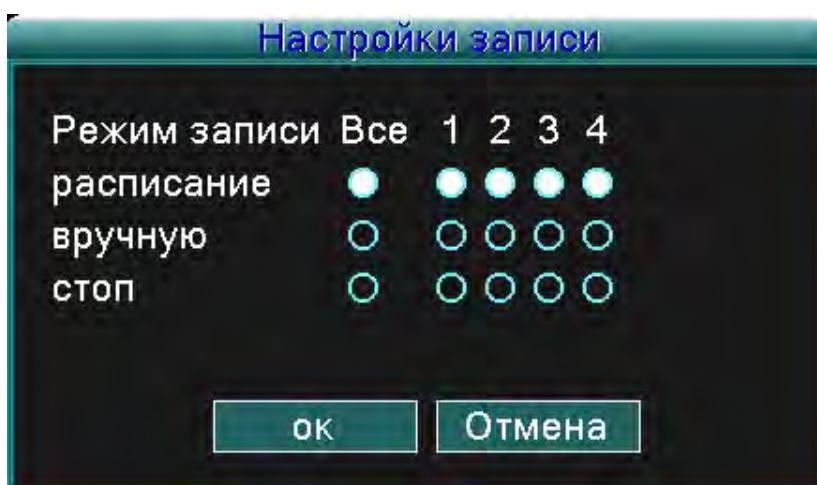 Настройки записи
Режим записи Все 1 2 3 4
расписание
вручную
стоп
ок Отмена